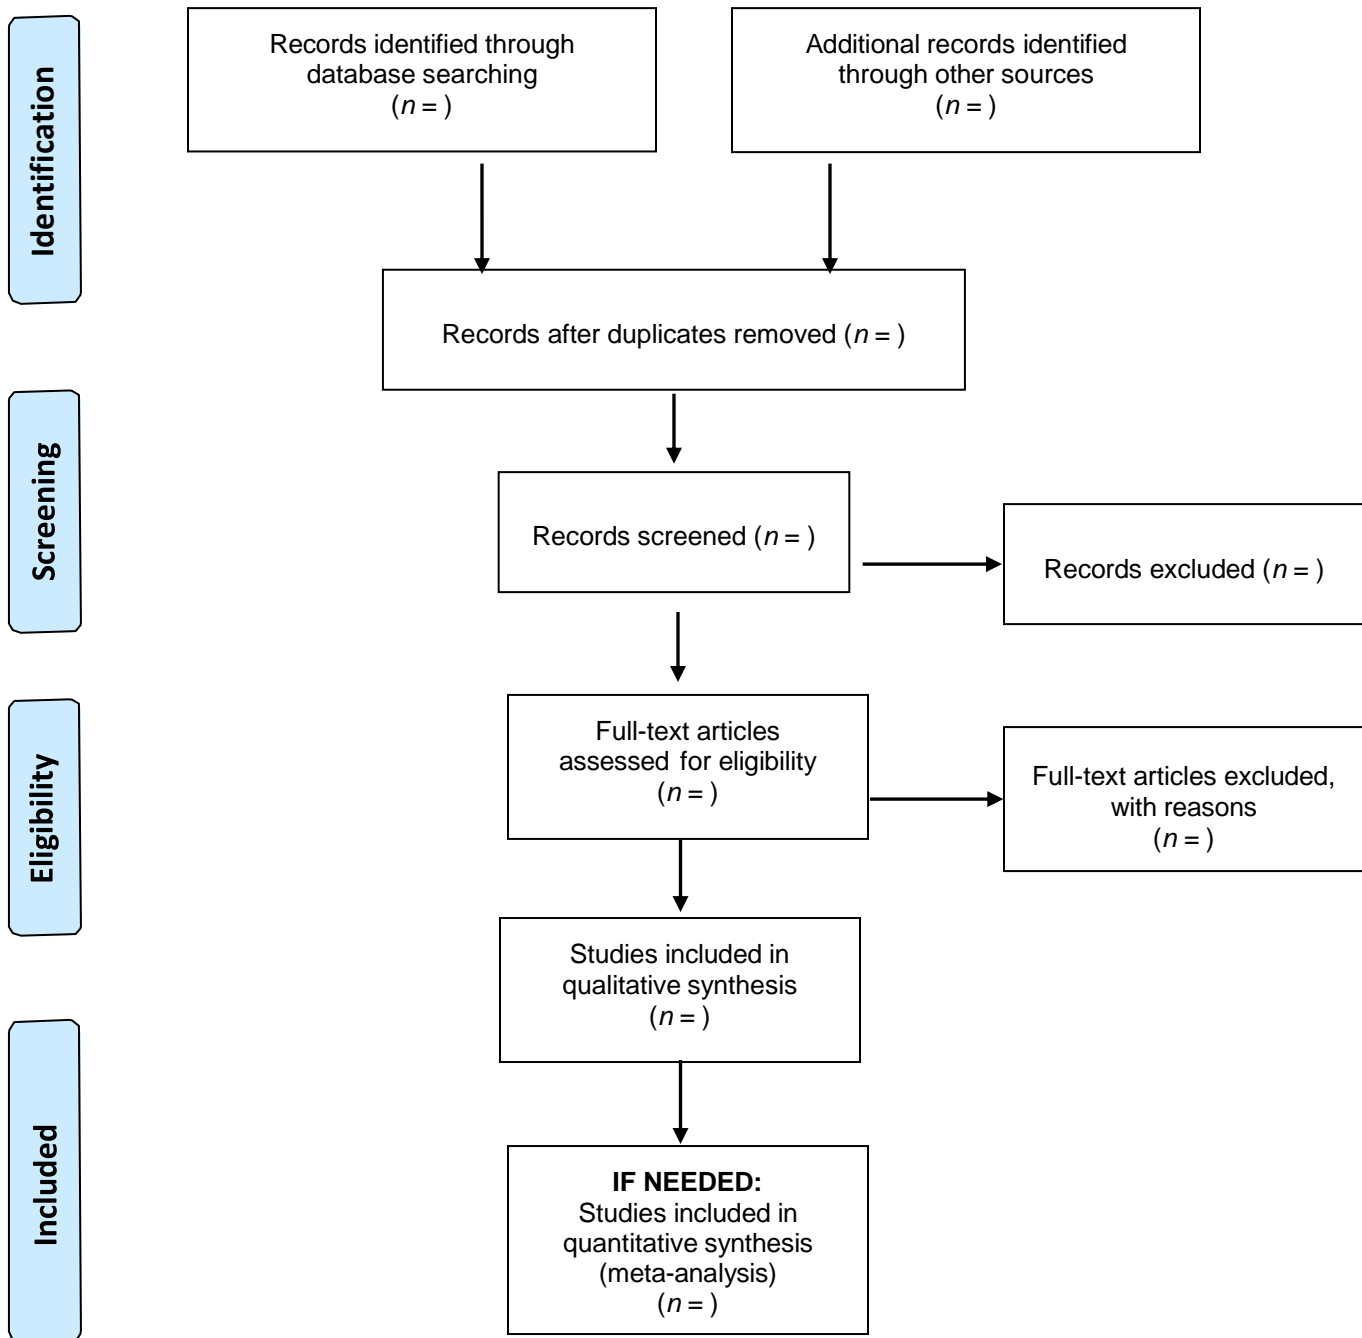 Identification
Records identified through
database searching
(n = )
Additional records identified
through other sources
(n = )
Records after duplicates removed (n = )
Screening
Records screened (n = )
Records excluded (n = )
Eligibility
Full-text articles
assessed for eligibility
(n = )
Full-text articles excluded,
with reasons
(n = )
Studies included in
qualitative synthesis
(n = )
Included
IF NEEDED:
Studies included in
quantitative synthesis
(meta-analysis)
(n = )